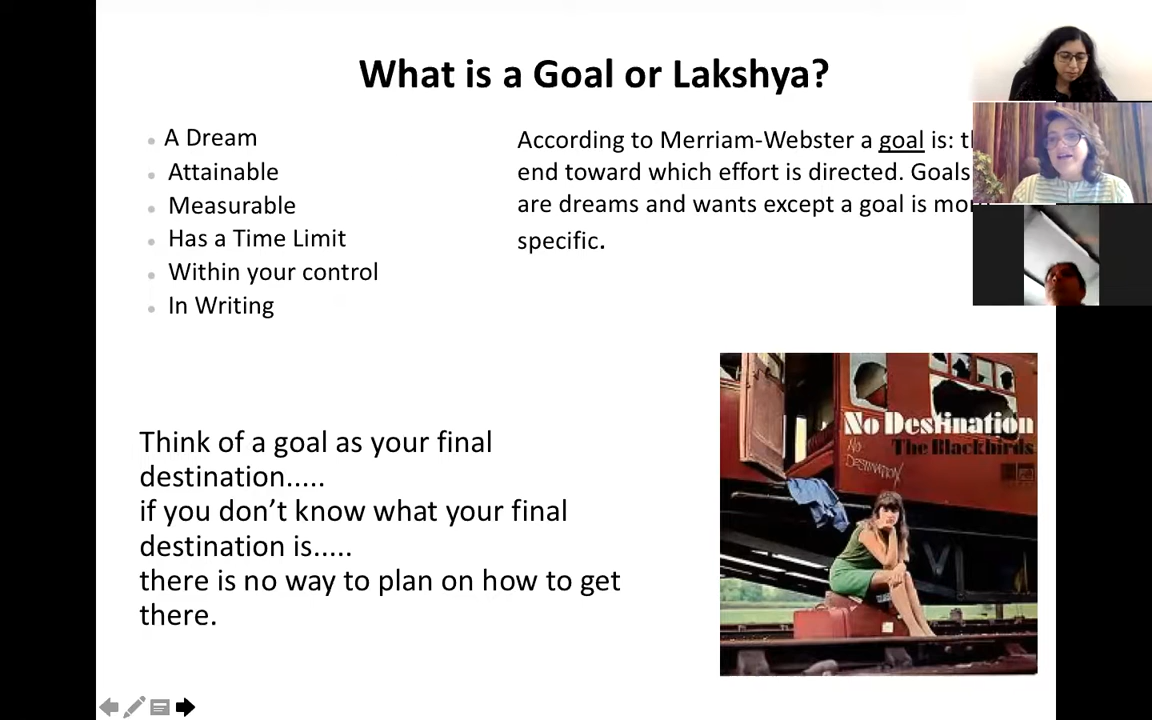 What is a Goal or Lakshya?
A Dream
Attainable
Measurable
Has a Time Limit
Within your control
In Writing
According to Merriam-Webster a goal is:
end toward which effort is directed. Goals
are dreams and wants except a goal is
specific.
Think of a goal as your final
destination.....
if you don’t know what your final
destination is.....
there is no way to plan on how to get
there.
No Destination
The Blackbirds
No
DESTINATION